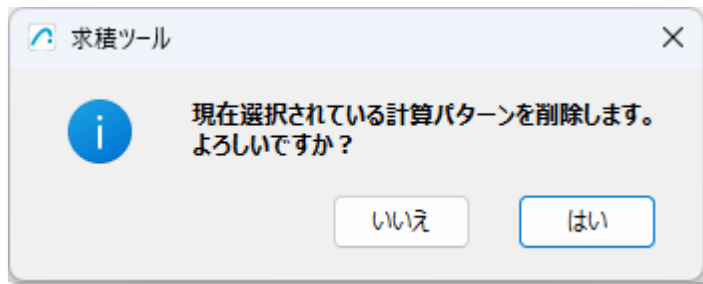 求積ツール
現在選択されている計算パターンを削除します。
よろしいですか？
いいえ
はい